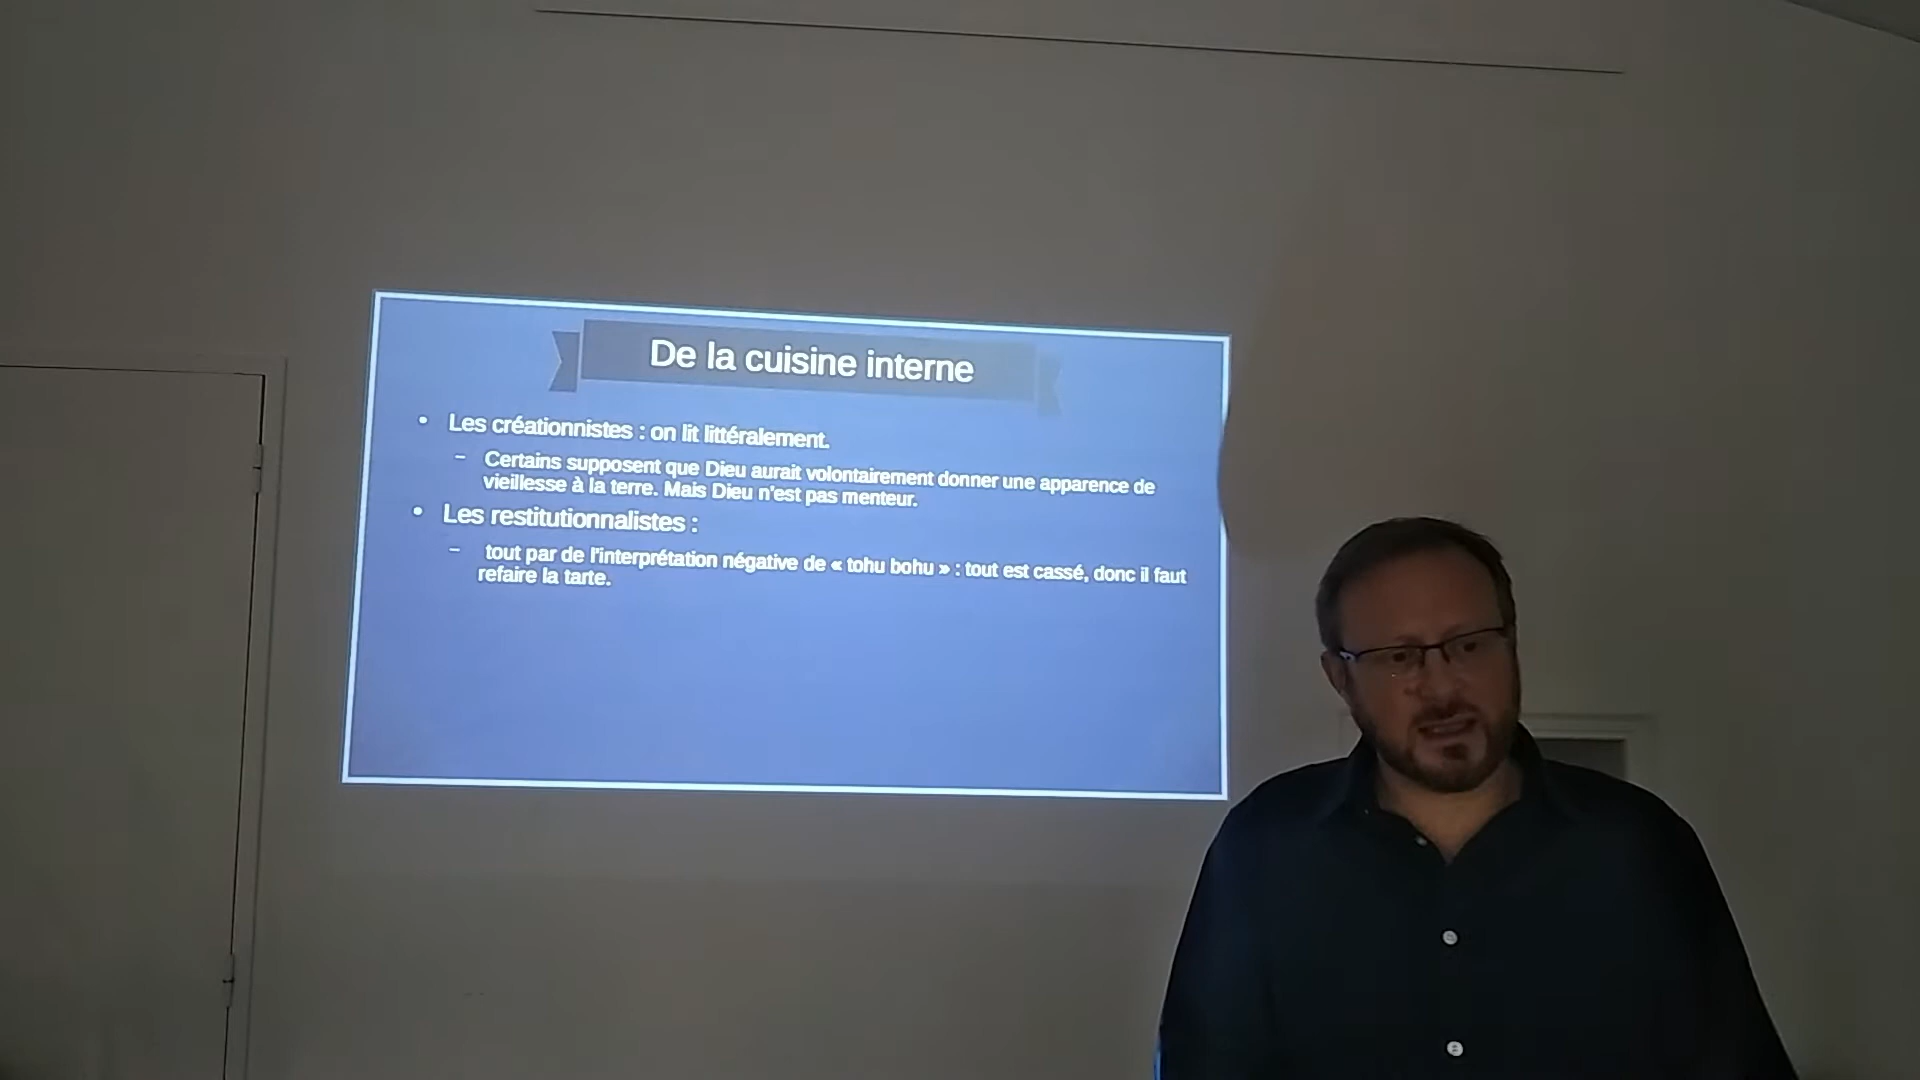 De la cuisine interne
• Les créationnistes : on lit littéralement.
– Certains supposent que Dieu aurait volontairement donner une apparence de
vieillesse à la terre. Mais Dieu n'est pas menteur.
• Les restitutionnalistes :
– tout par de l'interprétation négative de « tohu bohu » : tout est cassé, donc il faut
refaire la tarte.